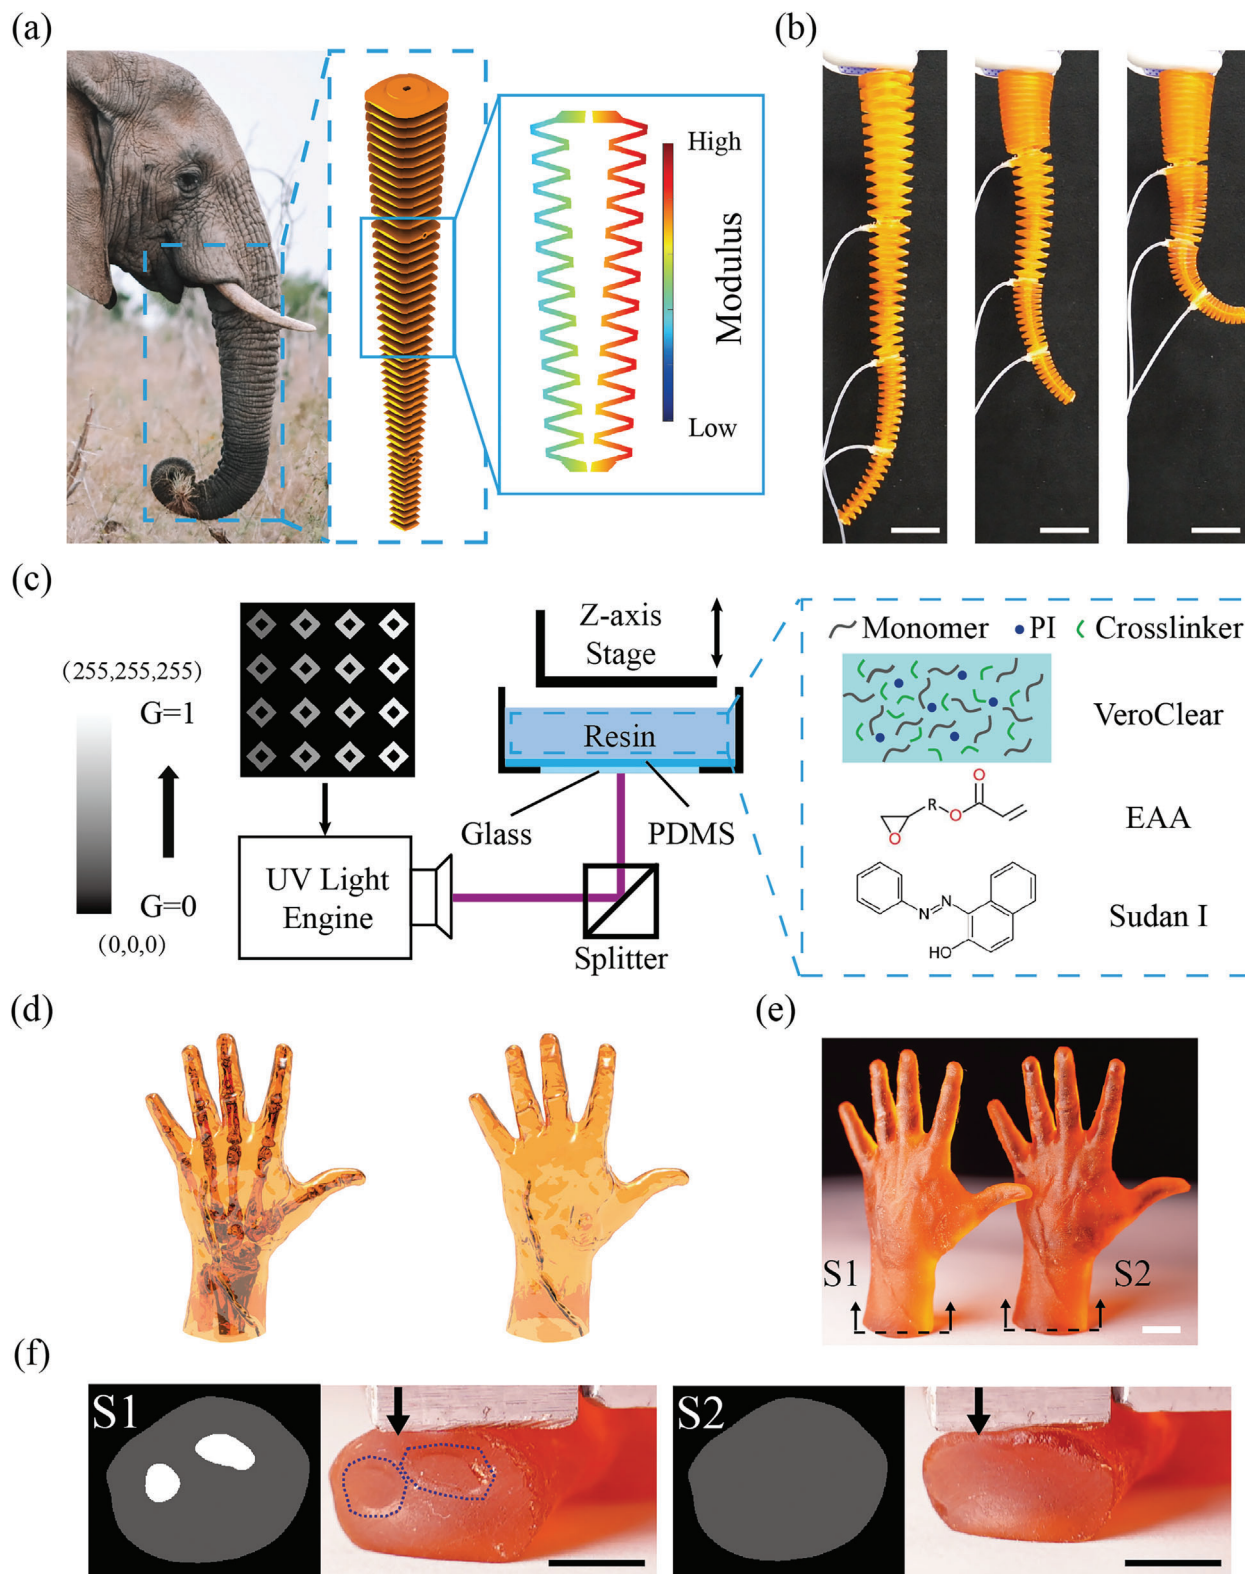 (a)
(b)
High
Modulus
Low
(c)
(255,255,255)
G=1
G=0
(0,0,0)
UV Light
Engine
Z-axis
Stage
Resin
Glass
PDMS
Splitter
Monomer
PI
Crosslinker
VeroClear
R
O
O
O
EAA
N
N
HO
Sudan I
(d)
(e)
S1
S2
(f)
S1
S2